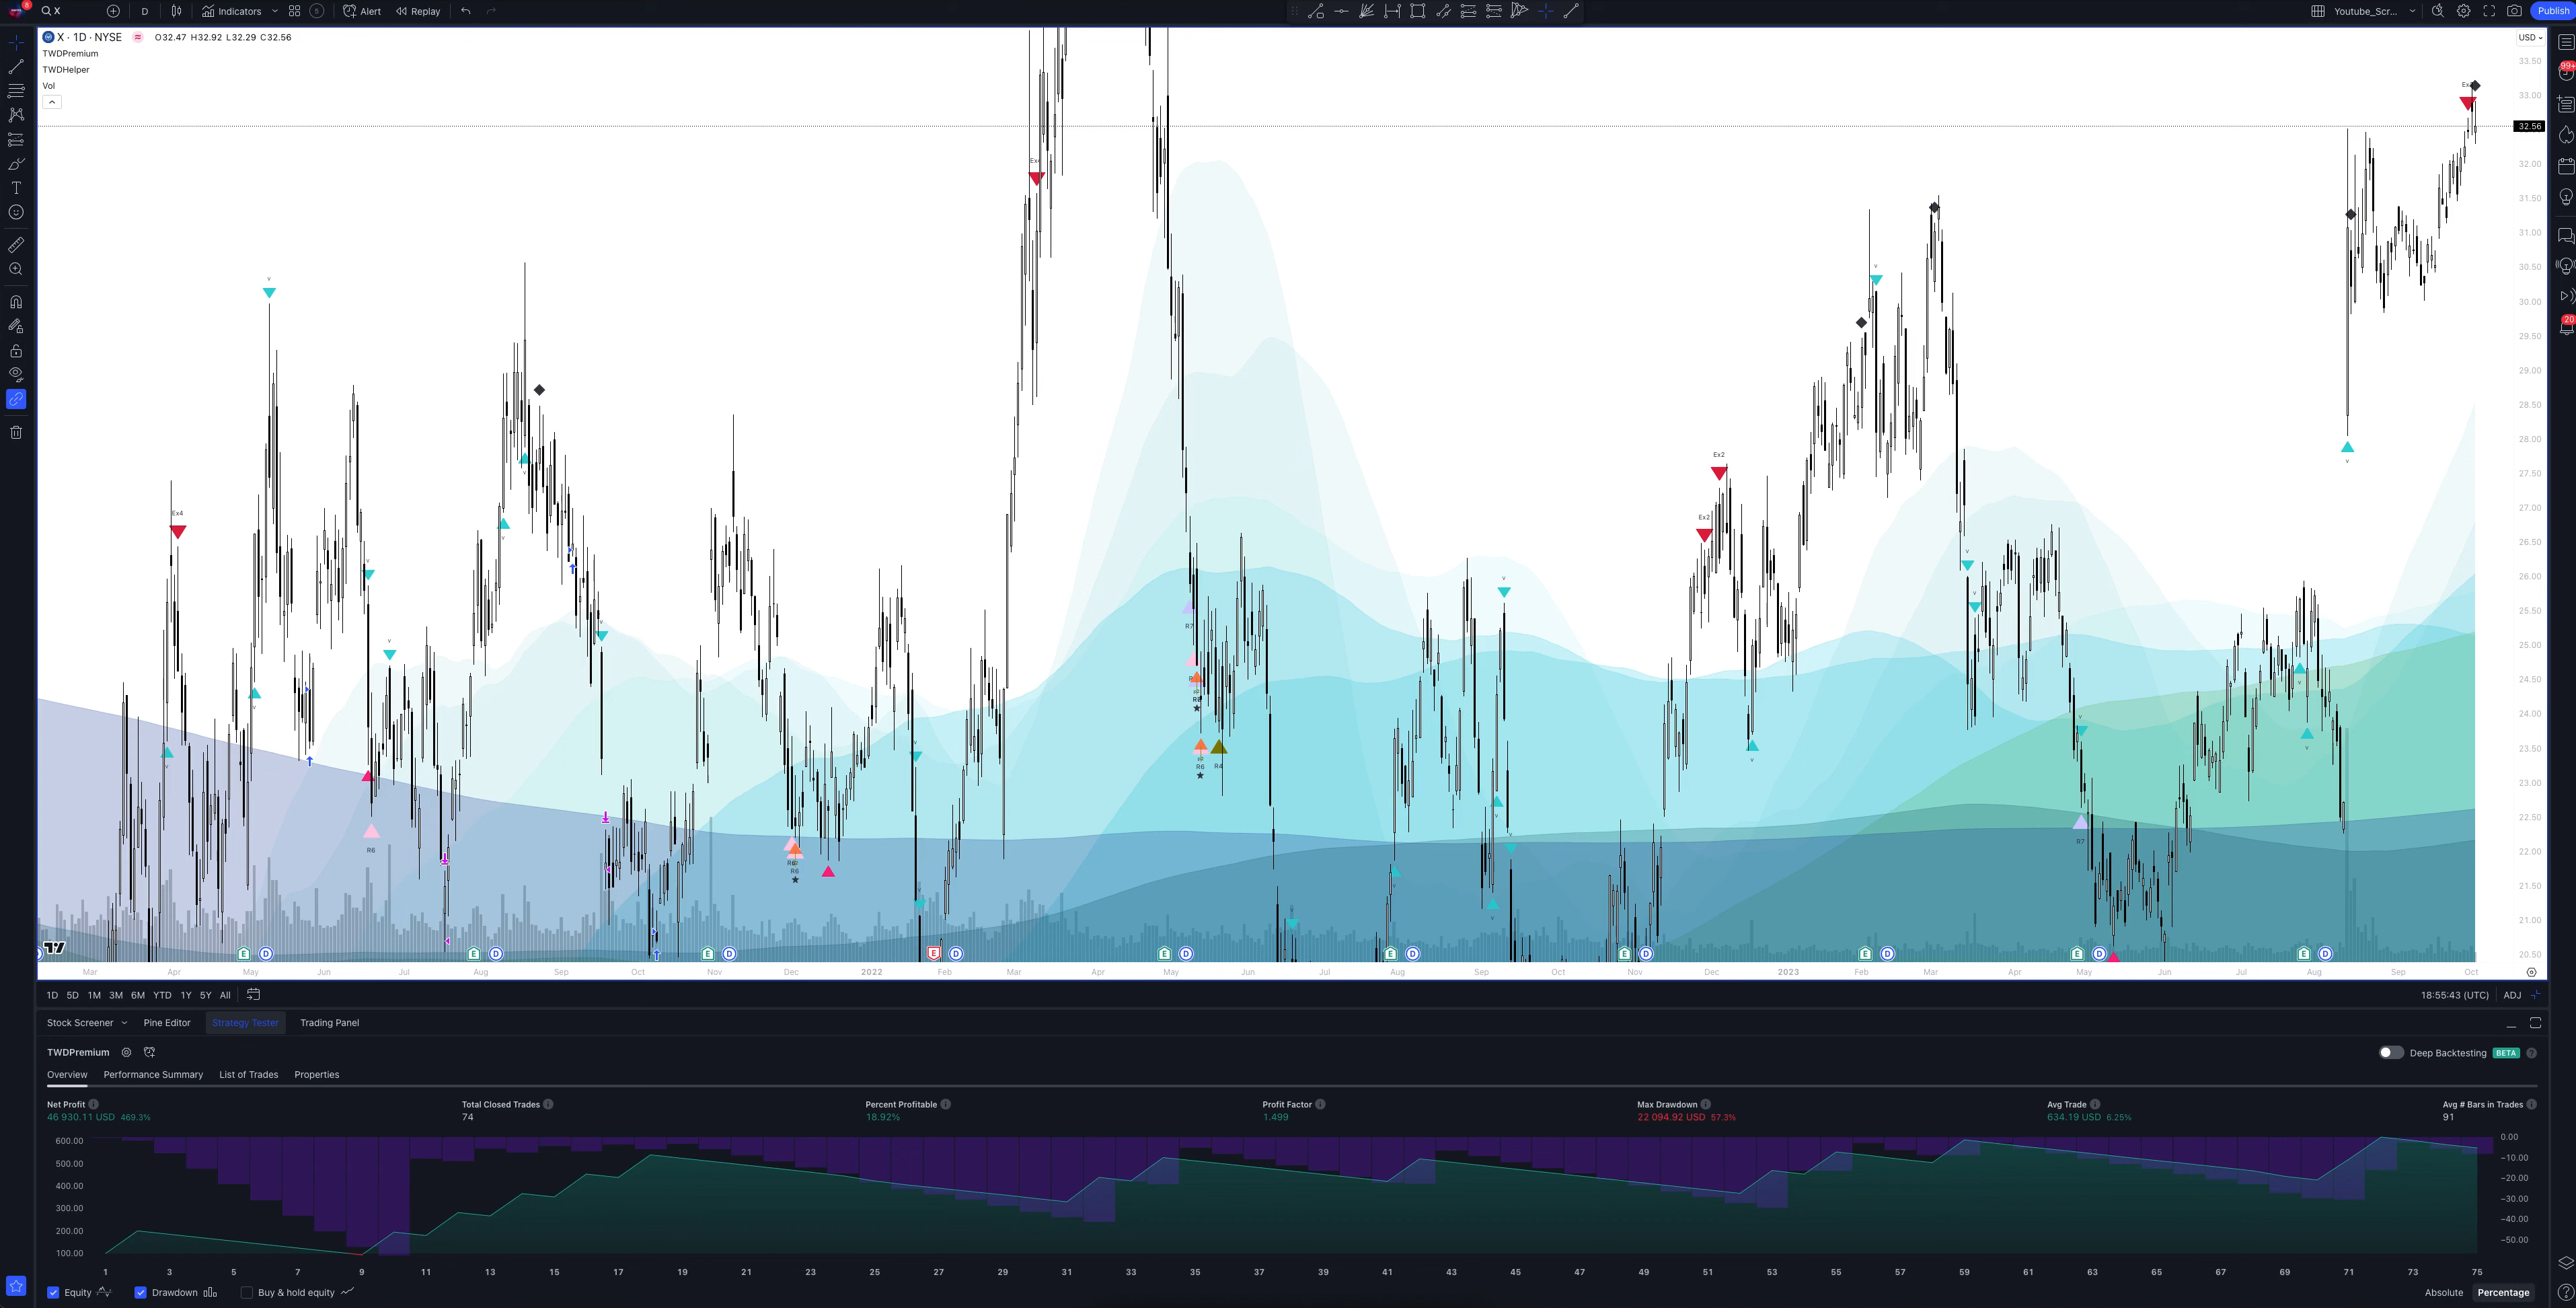 X D Indicators 5 Alert Replay Youtube_Scr... Publish
X · 1D · NYSE O32.47 H32.92 L32.29 C32.56 USD
TWDPremium
TWDHelper
Vol
33.50
33.00
32.56
32.00
31.50
31.00
30.50
30.00
29.50
29.00
28.50
28.00
27.50
27.00
26.50
26.00
25.50
25.00
24.50
24.00
23.50
23.00
22.50
22.00
21.50
21.00
20.50
99+
20
Ex4
Ex2
Ex2
R6
R6
R7
R6
R4
R7
E D E D E D E D E D E D E D E D E D E D
Mar Apr May Jun Jul Aug Sep Oct Nov Dec 2022 Feb Mar Apr May Jun Jul Aug Sep Oct Nov Dec 2023 Feb Mar Apr May Jun Jul Aug Sep Oct
1D 5D 1M 3M 6M YTD 1Y 5Y All 18:55:43 (UTC) ADJ
Stock Screener Pine Editor Strategy Tester Trading Panel
TWDPremium Deep Backtesting BETA
Overview Performance Summary List of Trades Properties
Net Profit Total Closed Trades Percent Profitable Profit Factor Max Drawdown Avg Trade Avg # Bars in Trades
46 930.11 USD 469.3% 74 18.92% 1.499 22 094.92 USD 57.3% 634.19 USD 6.25% 91
600.00 0.00
500.00 −10.00
400.00 −20.00
300.00 −30.00
200.00 −40.00
100.00 −50.00
1 3 5 7 9 11 13 15 17 19 21 23 25 27 29 31 33 35 37 39 41 43 45 47 49 51 53 55 57 59 61 63 65 67 69 71 73 75
Equity Drawdown Buy & hold equity Absolute Percentage